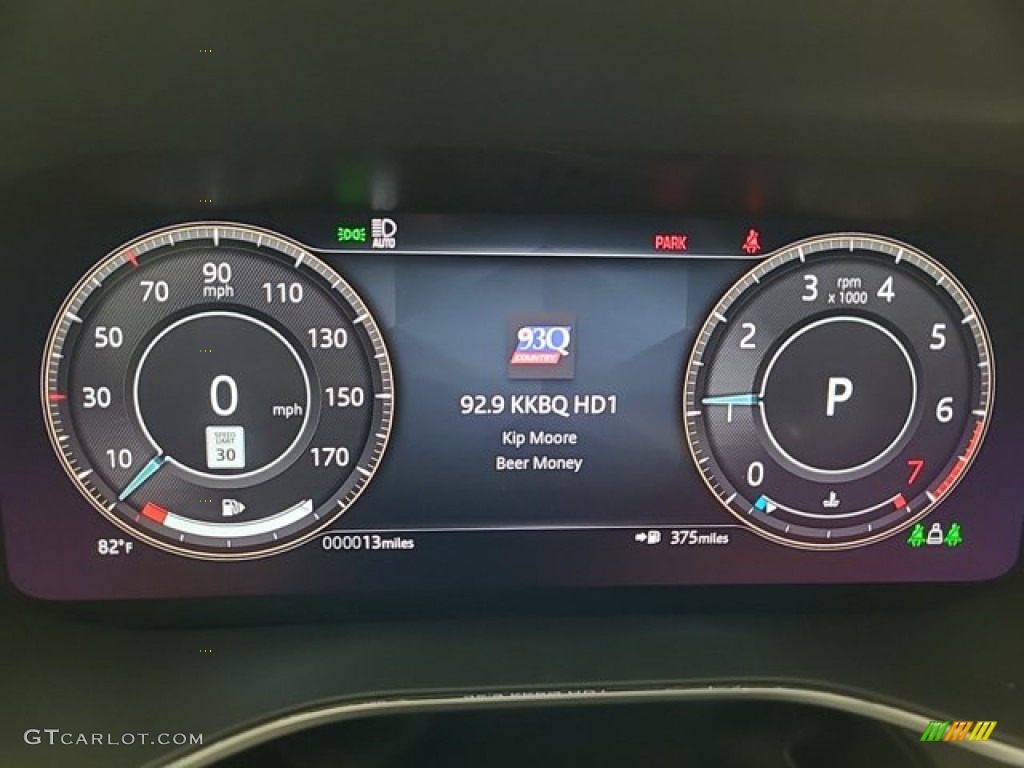 AUTO
PARK
90
mph
70
110
50
130
30
150
10
170
0
mph
SPEED
LIMIT
30
93Q
COUNTRY
92.9 KKBQ HD1
Kip Moore
Beer Money
3
rpm
x 1000
4
2
5
1
6
0
7
P
82°F
000013miles
375miles
GTCARLOT.COM